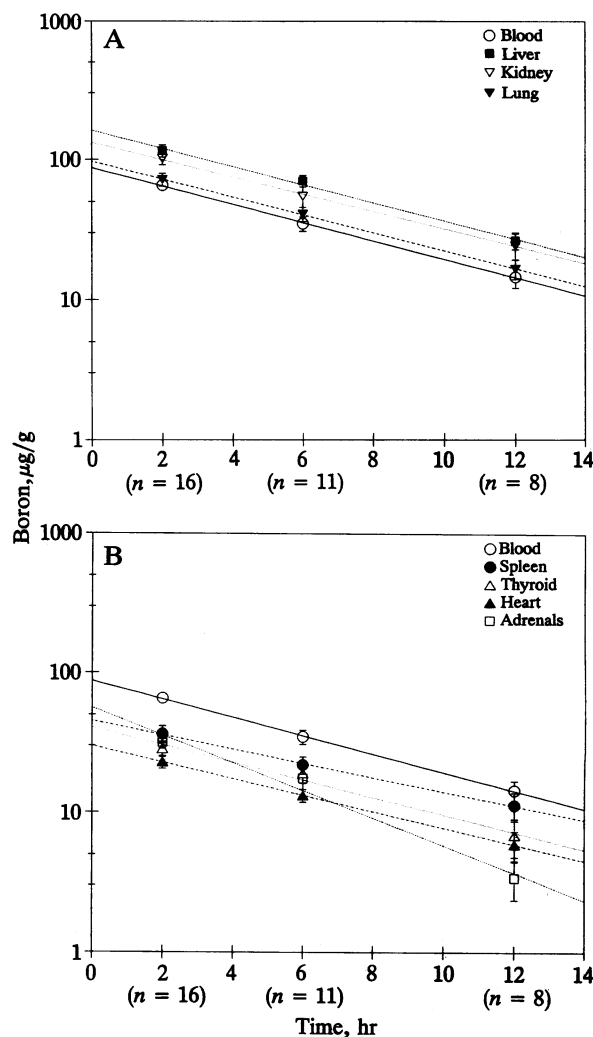 A
1000
100
10
1
Blood
Liver
Kidney
Lung
0 2 4 6 8 10 12 14
(n = 16) (n = 11) (n = 8)
Boron, µg/g
B
1000
100
10
1
Blood
Spleen
Thyroid
Heart
Adrenals
0 2 4 6 8 10 12 14
(n = 16) (n = 11) (n = 8)
Time, hr